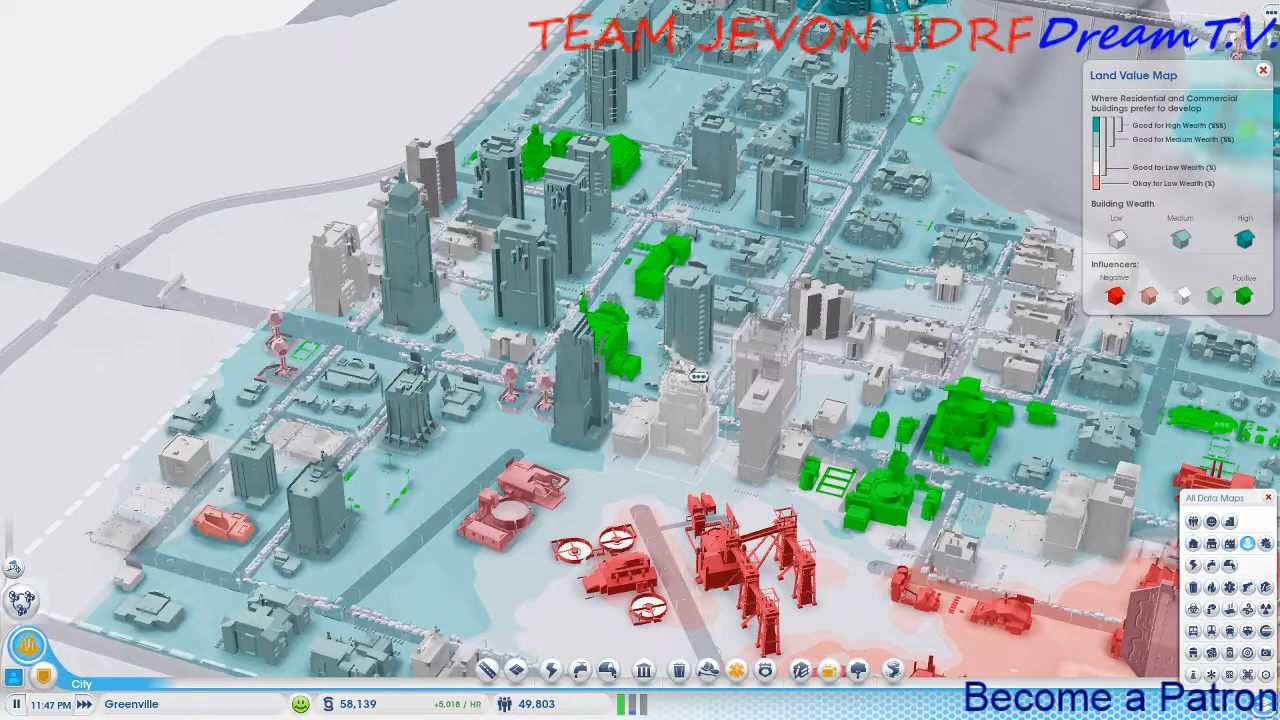 TEAM JEVON JDRF Dream T.V.
Land Value Map
Where Residential and Commercial
buildings prefer to develop
Good for High Wealth ($$$)
Good for Medium Wealth ($$)
Good for Low Wealth ($)
Okay for Low Wealth ($)
Building Wealth
Low Medium High
Influencers:
Negative Positive
All Data Maps
City
11:47 PM Greenville 58,139 +5,018 / HR 49,803
Become a Patron